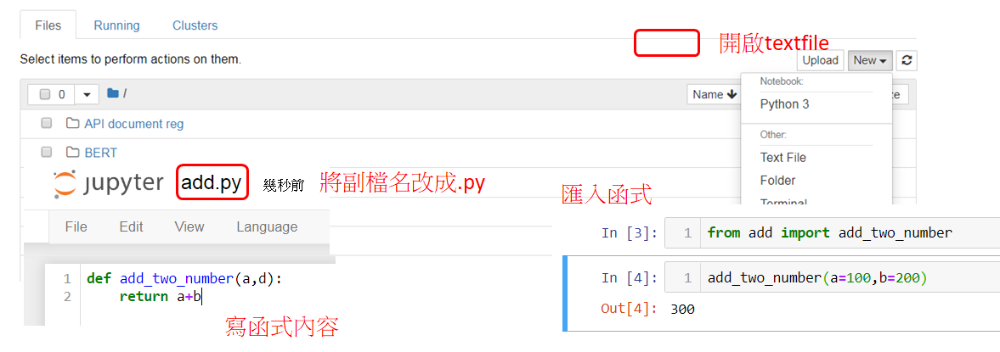 Files Running Clusters
開啟textfile
Select items to perform actions on them.
Upload New
Notebook:
0 / Name ze
Python 3
API document reg
Other:
BERT
Text File
Folder
Terminal
jupyter add.py 幾秒前 將副檔名改成.py
File Edit View Language
1 def add_two_number(a,d):
2 return a+b
寫函式內容
匯入函式
In [3]: 1 from add import add_two_number
In [4]: 1 add_two_number(a=100,b=200)
Out[4]: 300